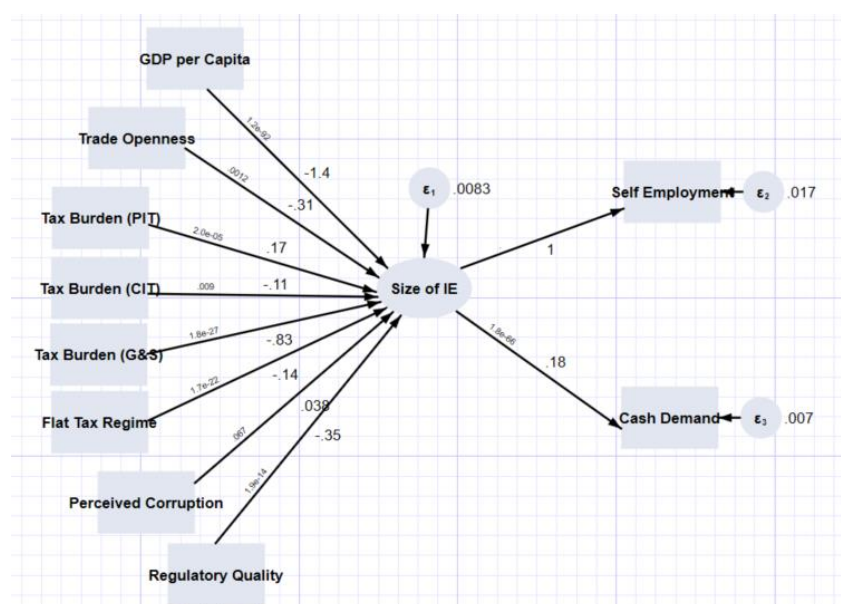 GDP per Capita
1.2e-92
-1.4
Trade Openness
.0012
-.31
Tax Burden (PIT)
2.0e-05
.17
Tax Burden (CIT)
.009
-.11
Tax Burden (G&S)
1.8e-27
-.83
Flat Tax Regime
1.7e-22
-.14
Perceived Corruption
.067
.038
Regulatory Quality
1.9e-14
-.35
ε₁ .0083
Size of IE
1
Self Employment ε₂ .017
1.8e-66
.18
Cash Demand ε₃ .007